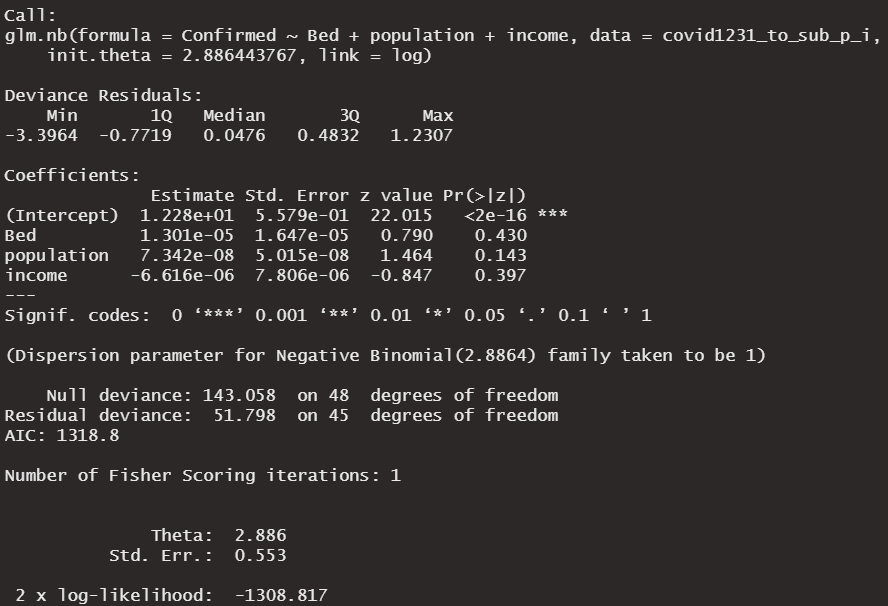 Call:
glm.nb(formula = Confirmed ~ Bed + population + income, data = covid1231_to_sub_p_i,
    init.theta = 2.886443767, link = log)

Deviance Residuals:
    Min       1Q   Median       3Q      Max
-3.3964  -0.7719   0.0476   0.4832   1.2307

Coefficients:
              Estimate Std. Error z value Pr(>|z|)
(Intercept)  1.228e+01  5.579e-01  22.015   <2e-16 ***
Bed          1.301e-05  1.647e-05   0.790    0.430
population   7.342e-08  5.015e-08   1.464    0.143
income      -6.616e-06  7.806e-06  -0.847    0.397
---
Signif. codes:  0 ‘***’ 0.001 ‘**’ 0.01 ‘*’ 0.05 ‘.’ 0.1 ‘ ’ 1

(Dispersion parameter for Negative Binomial(2.8864) family taken to be 1)

    Null deviance: 143.058  on 48  degrees of freedom
Residual deviance:  51.798  on 45  degrees of freedom
AIC: 1318.8

Number of Fisher Scoring iterations: 1


              Theta:  2.886
          Std. Err.:  0.553

 2 x log-likelihood:  -1308.817